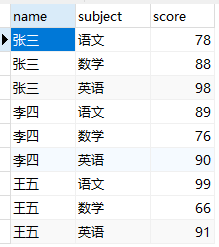 name subject score
张三 语文 78
张三 数学 88
张三 英语 98
李四 语文 89
李四 数学 76
李四 英语 90
王五 语文 99
王五 数学 66
王五 英语 91